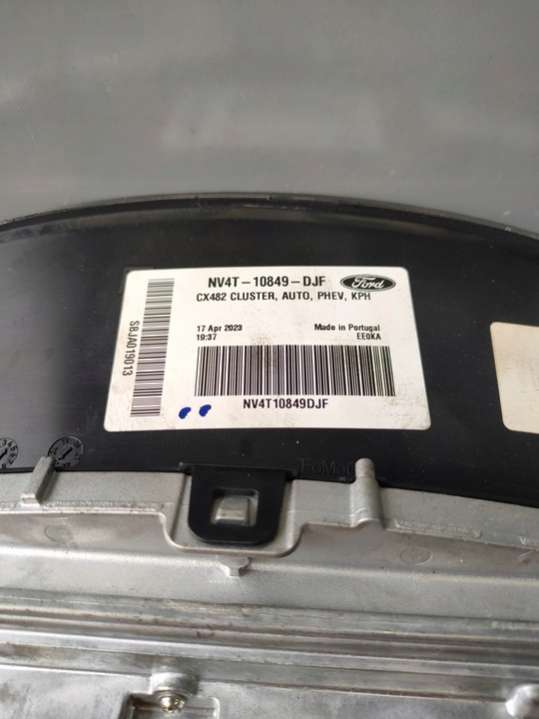 NV4T-10849-DJF
Ford
CX482 CLUSTER, AUTO, PHEV, KPH
17 Apr 2023
19:37
Made in Portugal
EE0KA
SBJA019013
NV4T10849DJF
FoMoCo